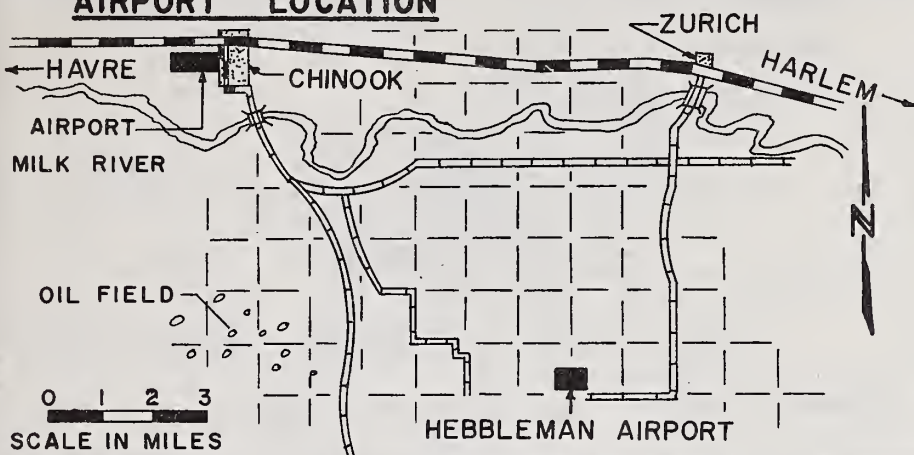 AIRPORT LOCATION
ZURICH
HAVRE
CHINOOK
HARLEM
AIRPORT
MILK RIVER
N
OIL FIELD
0 1 2 3
SCALE IN MILES
HEBBLEMAN AIRPORT